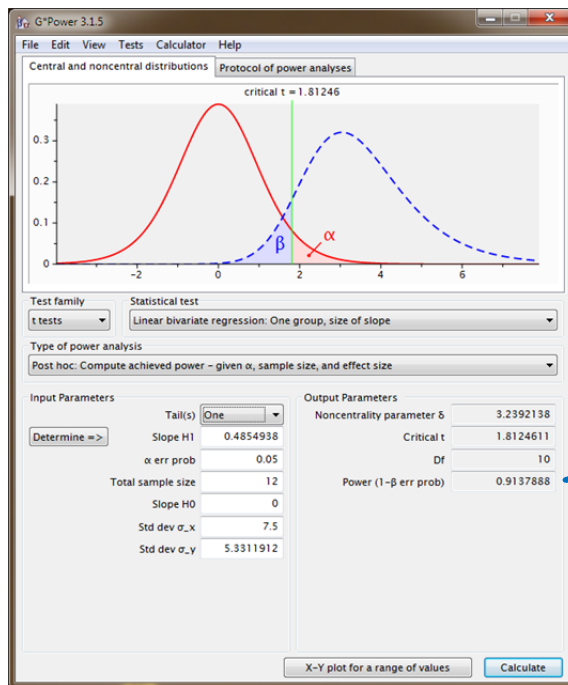 G*Power 3.1.5
File Edit View Tests Calculator Help
Central and noncentral distributions Protocol of power analyses
critical t = 1.81246
0.3
0.2
0.1
0
β
α
-2 0 2 4 6
Test family Statistical test
t tests Linear bivariate regression: One group, size of slope
Type of power analysis
Post hoc: Compute achieved power – given α, sample size, and effect size
Input Parameters Output Parameters
Tail(s) One Noncentrality parameter δ 3.2392138
Determine => Slope H1 0.4854938 Critical t 1.8124611
α err prob 0.05 Df 10
Total sample size 12 Power (1-β err prob) 0.9137888
Slope H0 0
Std dev σ_x 7.5
Std dev σ_y 5.3311912
X-Y plot for a range of values Calculate